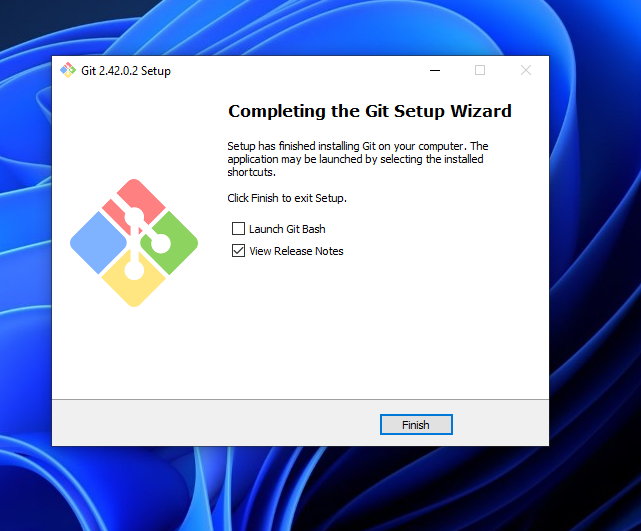 Git 2.42.0.2 Setup
Completing the Git Setup Wizard
Setup has finished installing Git on your computer. The
application may be launched by selecting the installed
shortcuts.
Click Finish to exit Setup.
Launch Git Bash
View Release Notes
Finish